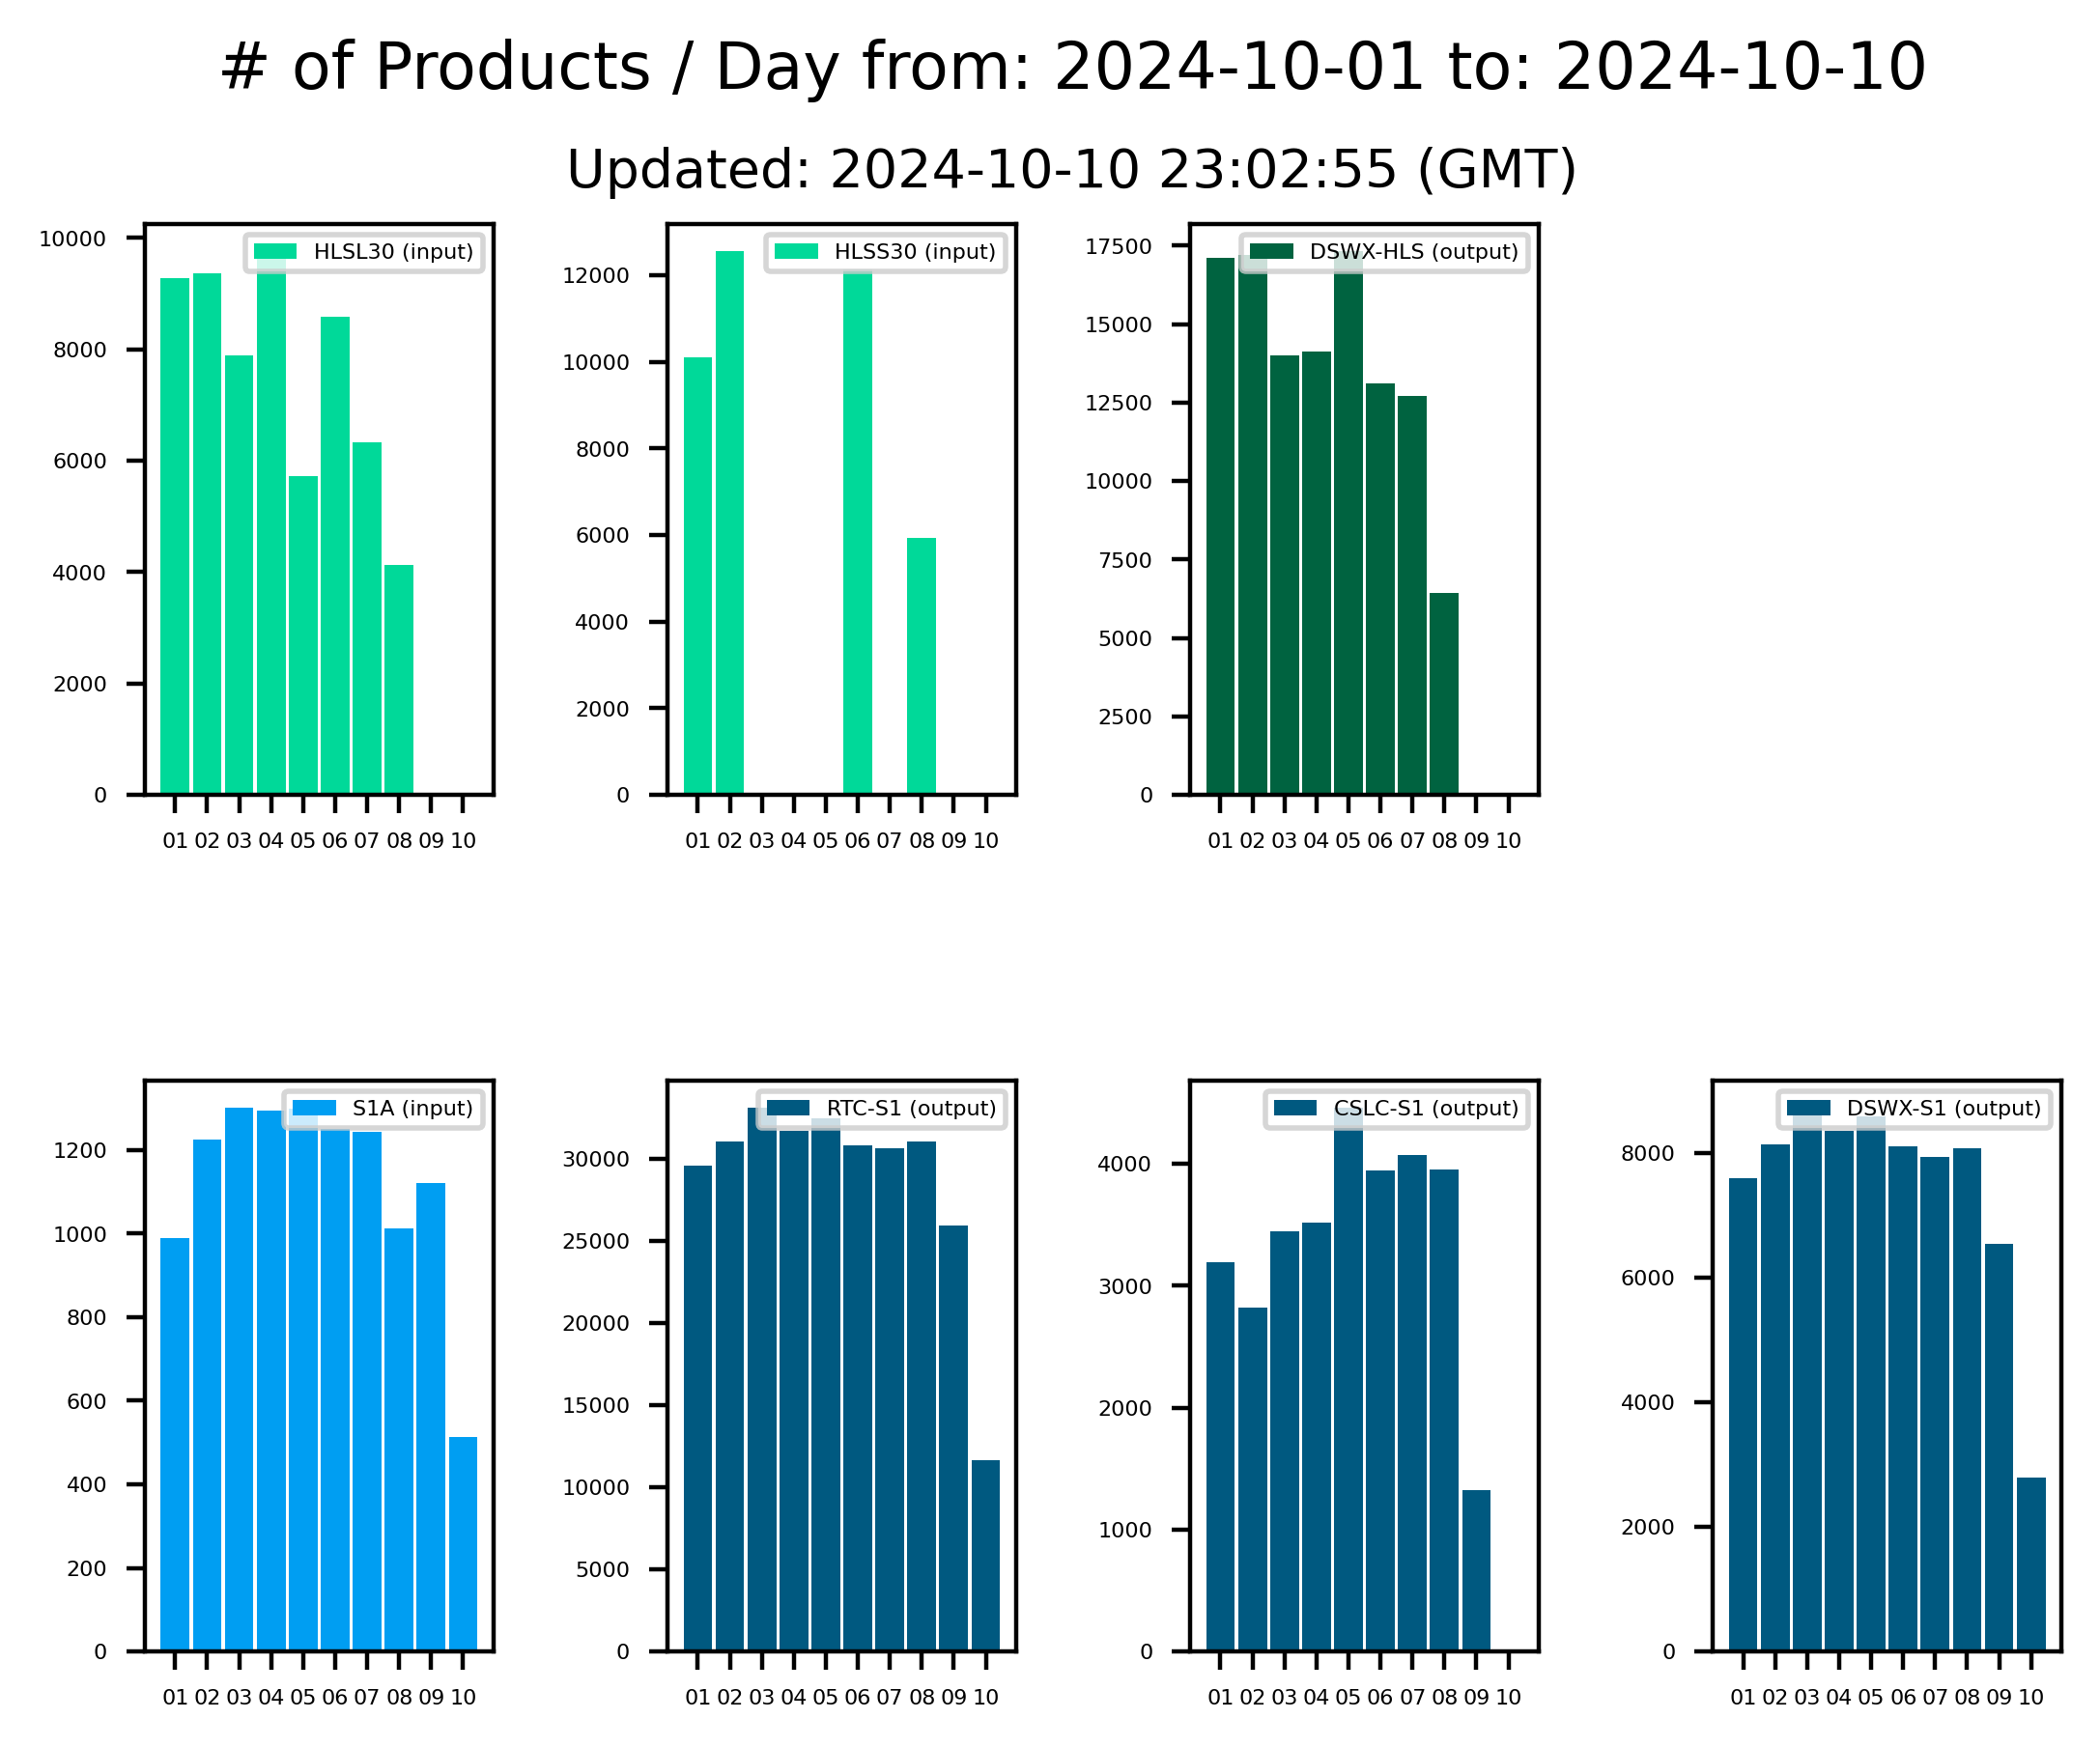 # of Products / Day from: 2024-10-01 to: 2024-10-10
Updated: 2024-10-10 23:02:55 (GMT)
HLSL30 (input)
10000
8000
6000
4000
2000
0
01 02 03 04 05 06 07 08 09 10
HLSS30 (input)
12000
10000
8000
6000
4000
2000
0
01 02 03 04 05 06 07 08 09 10
DSWX-HLS (output)
17500
15000
12500
10000
7500
5000
2500
0
01 02 03 04 05 06 07 08 09 10
S1A (input)
1200
1000
800
600
400
200
0
01 02 03 04 05 06 07 08 09 10
RTC-S1 (output)
30000
25000
20000
15000
10000
5000
0
01 02 03 04 05 06 07 08 09 10
CSLC-S1 (output)
4000
3000
2000
1000
0
01 02 03 04 05 06 07 08 09 10
DSWX-S1 (output)
8000
6000
4000
2000
0
01 02 03 04 05 06 07 08 09 10